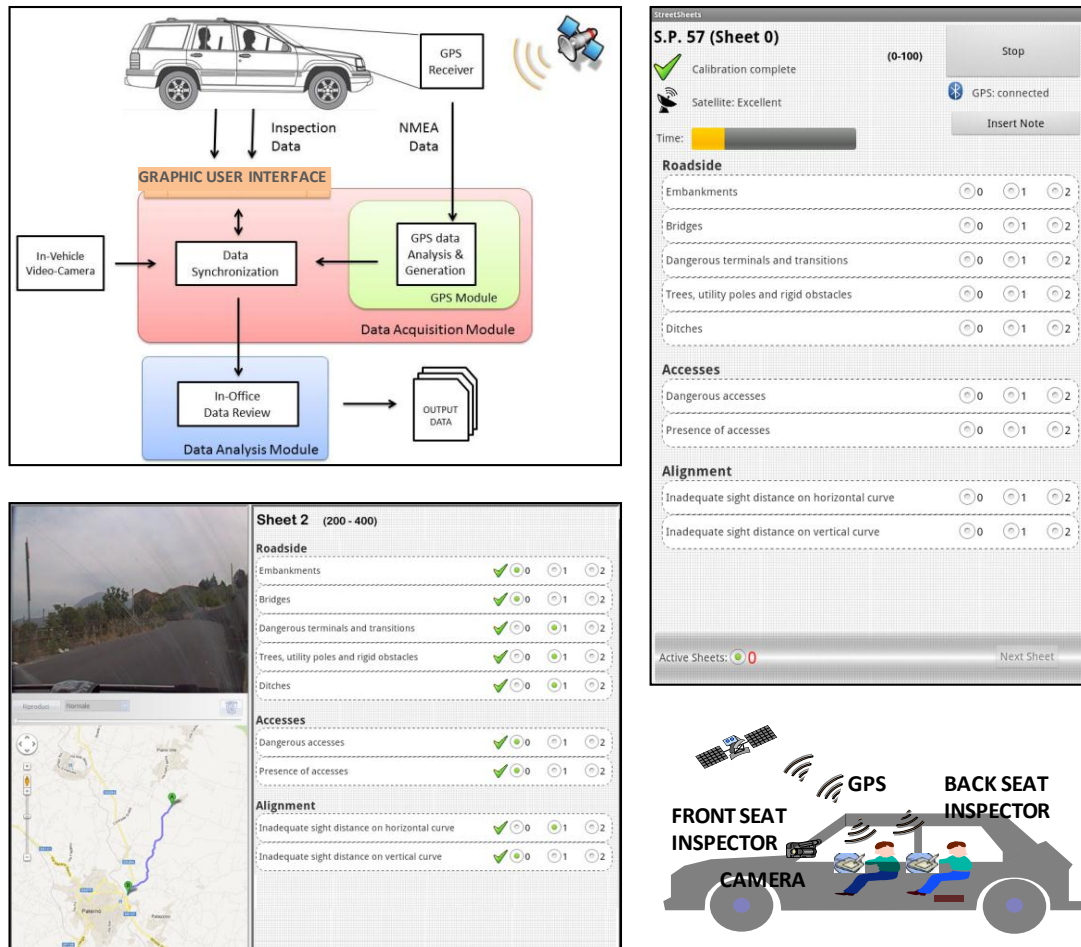 GPS
Receiver
Inspection
Data
NMEA
Data
GRAPHIC USER INTERFACE
In-Vehicle
Video-Camera
Data
Synchronization
GPS data
Analysis &
Generation
GPS Module
Data Acquisition Module
In-Office
Data Review
OUTPUT
DATA
Data Analysis Module
StreetSheets
S.P. 57 (Sheet 0)
(0-100)
Stop
Calibration complete
GPS: connected
Satellite: Excellent
Insert Note
Time:
Roadside
Embankments 0 1 2
Bridges 0 1 2
Dangerous terminals and transitions 0 1 2
Trees, utility poles and rigid obstacles 0 1 2
Ditches 0 1 2
Accesses
Dangerous accesses 0 1 2
Presence of accesses 0 1 2
Alignment
Inadequate sight distance on horizontal curve 0 1 2
Inadequate sight distance on vertical curve 0 1 2
Active Sheets: 0
Next Sheet
Sheet 2 (200 - 400)
Roadside
Embankments 0 1 2
Bridges 0 1 2
Dangerous terminals and transitions 0 1 2
Trees, utility poles and rigid obstacles 0 1 2
Ditches 0 1 2
Accesses
Dangerous accesses 0 1 2
Presence of accesses 0 1 2
Alignment
Inadequate sight distance on horizontal curve 0 1 2
Inadequate sight distance on vertical curve 0 1 2
Normale
Paternò
GPS
BACK SEAT
INSPECTOR
FRONT SEAT
INSPECTOR
CAMERA